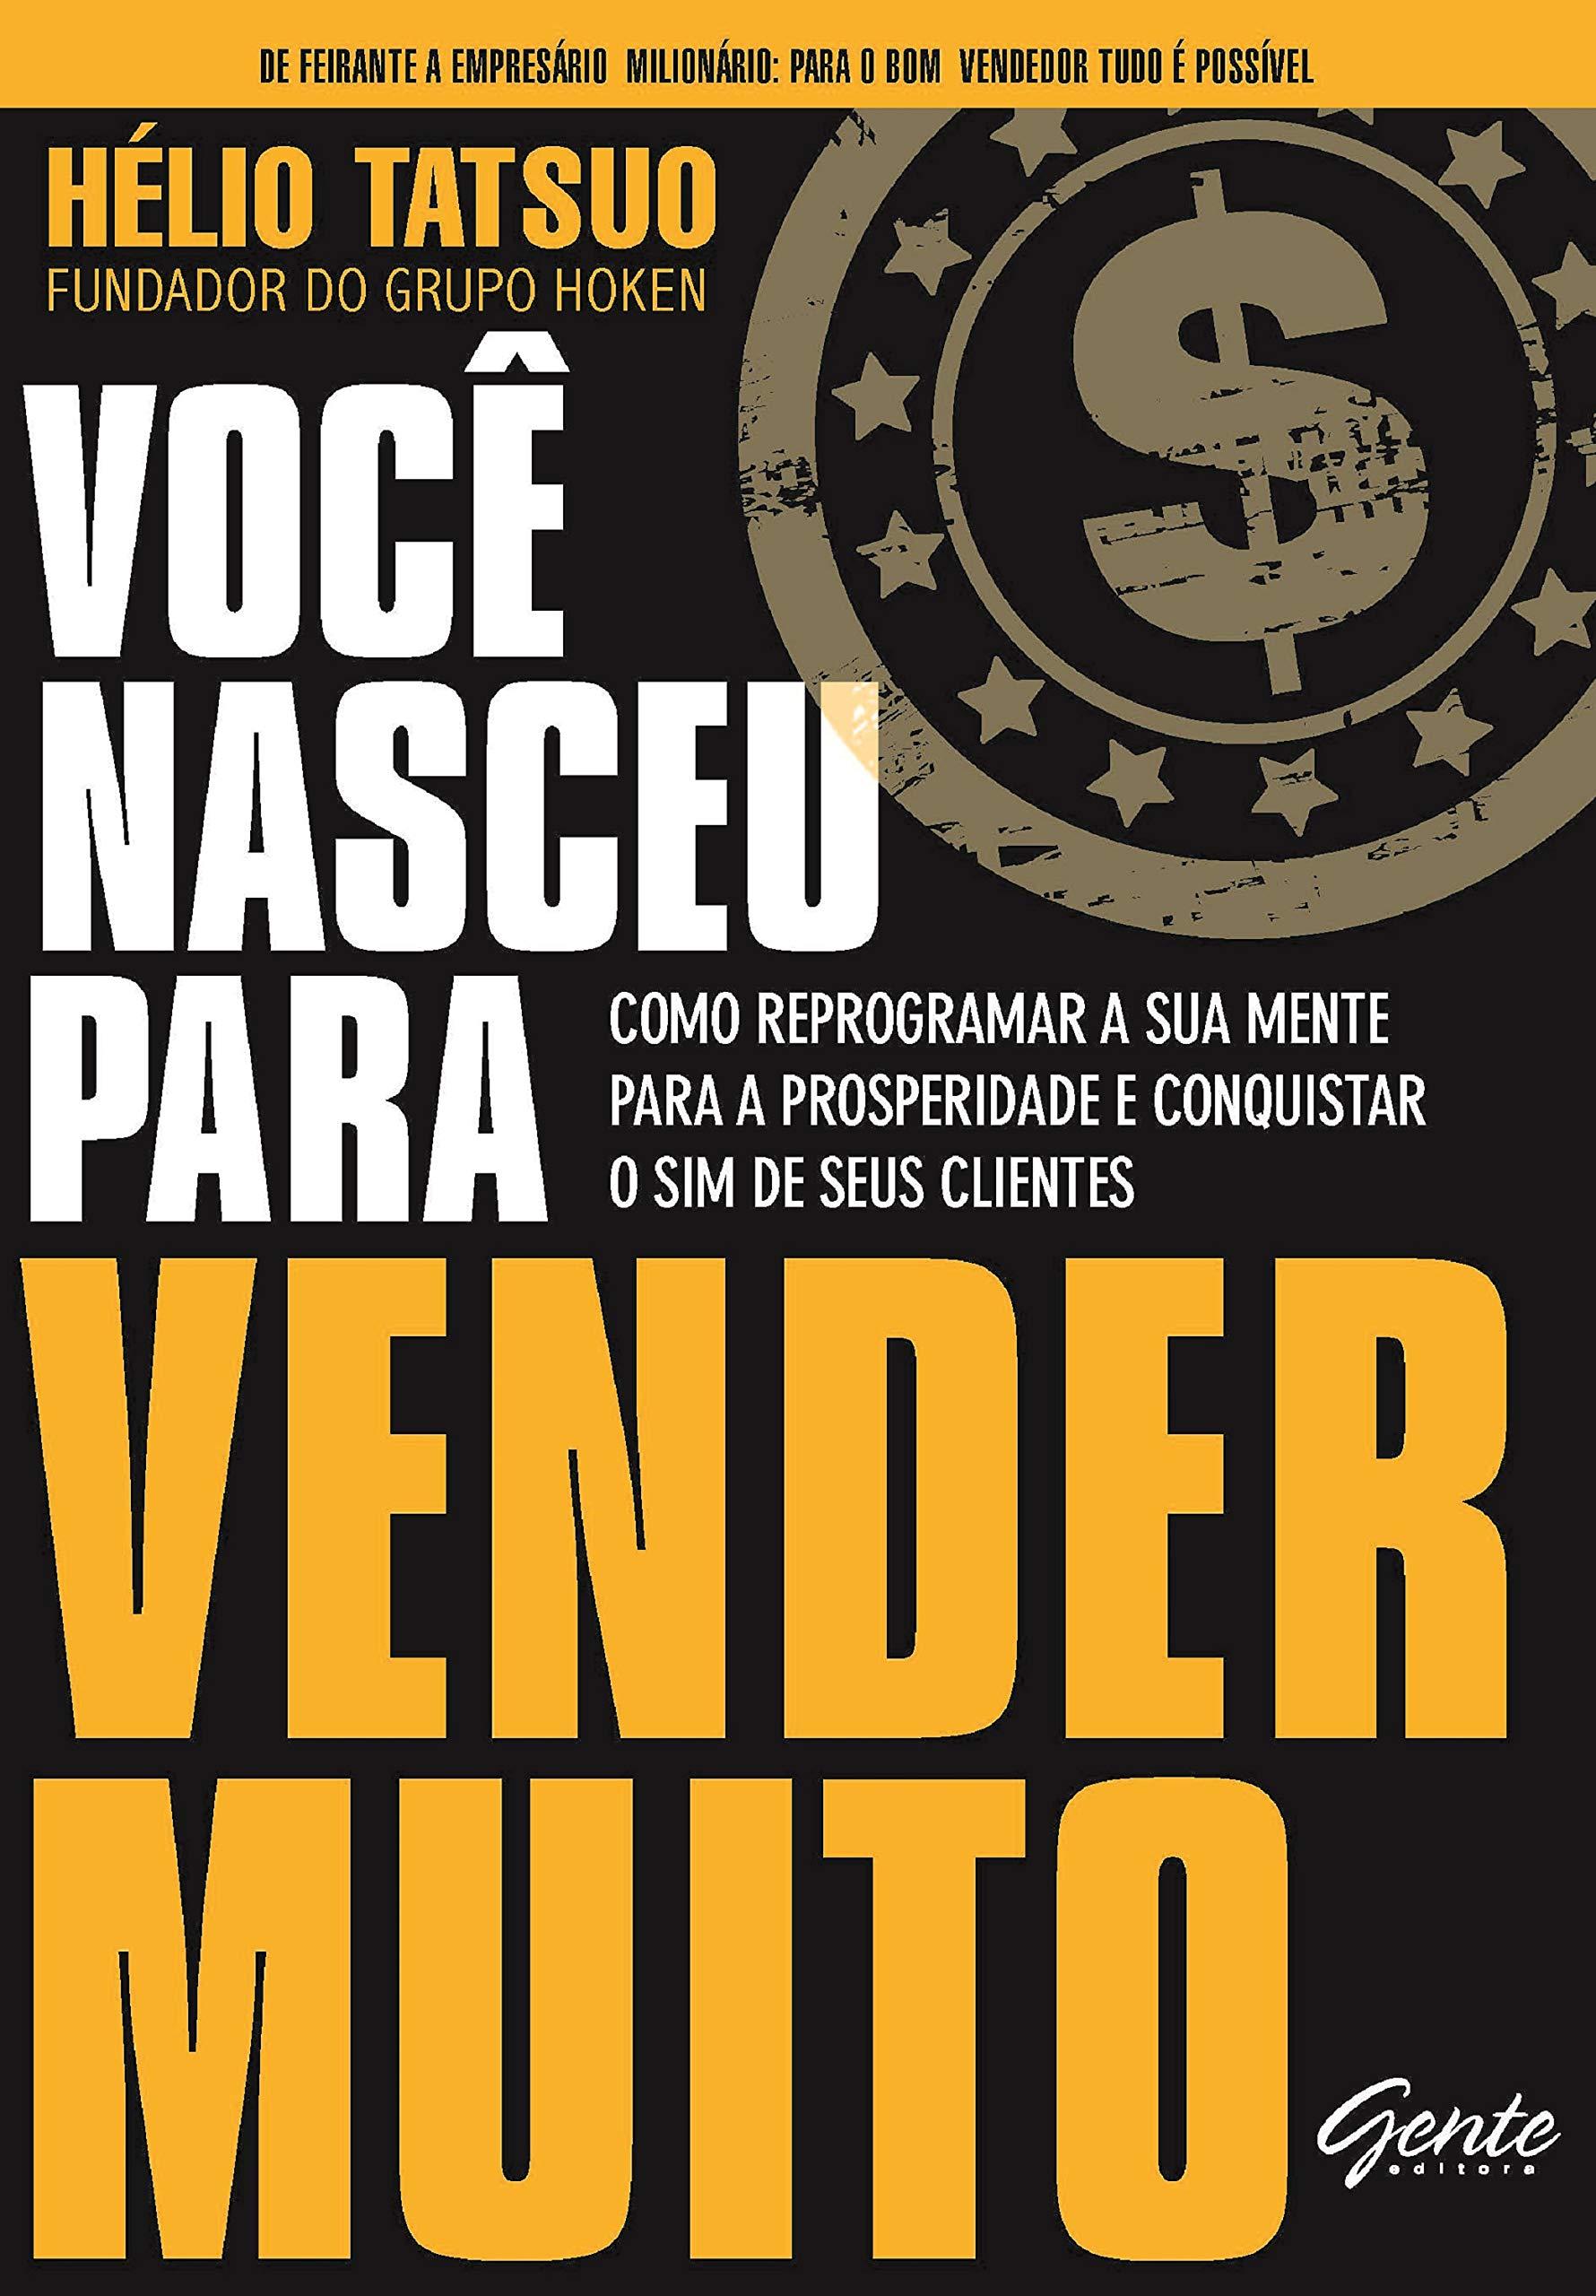 DE FEIRANTE A EMPRESÁRIO MILIONÁRIO: PARA O BOM VENDEDOR TUDO É POSSÍVEL
HÉLIO TATSUO
FUNDADOR DO GRUPO HOKEN
VOCÊ
NASCEU
PARA
COMO REPROGRAMAR A SUA MENTE
PARA A PROSPERIDADE E CONQUISTAR
O SIM DE SEUS CLIENTES
VENDER
MUITO
Gente
editora